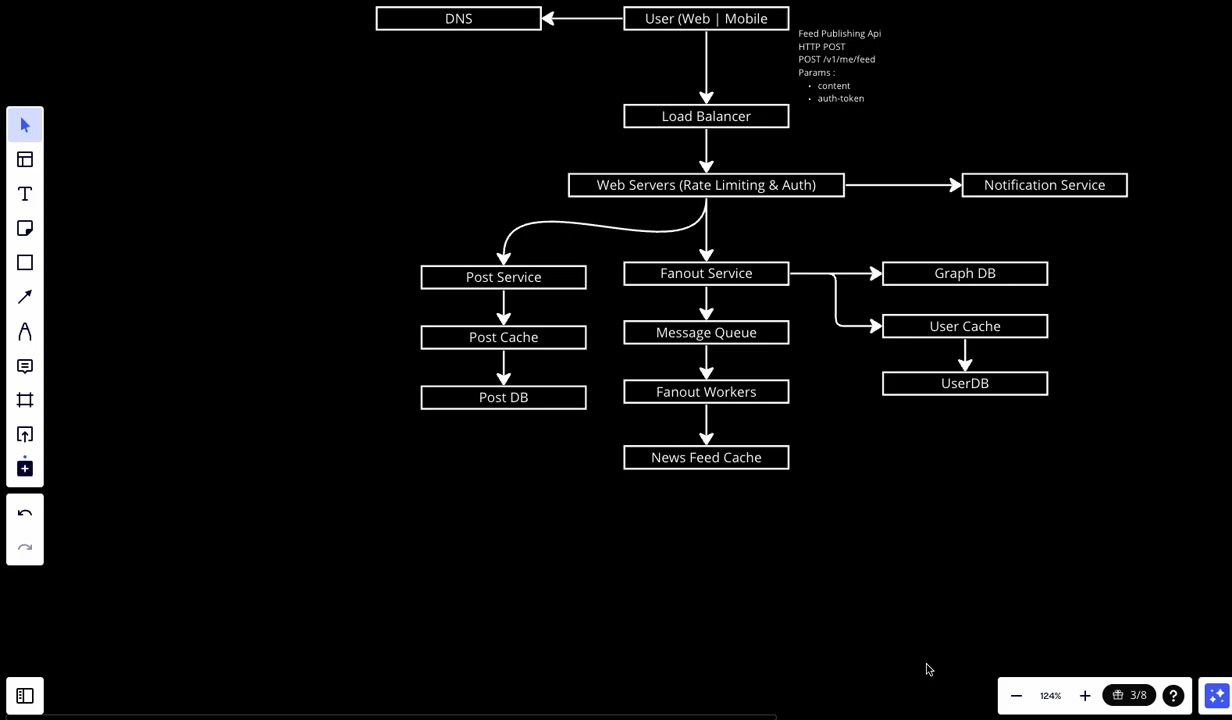 DNS
User (Web | Mobile
Feed Publishing Api
HTTP POST
POST /v1/me/feed
Params :
• content
• auth-token
Load Balancer
Web Servers (Rate Limiting & Auth)
Notification Service
Post Service
Fanout Service
Graph DB
Post Cache
Message Queue
User Cache
Post DB
Fanout Workers
UserDB
News Feed Cache
124%
3/8